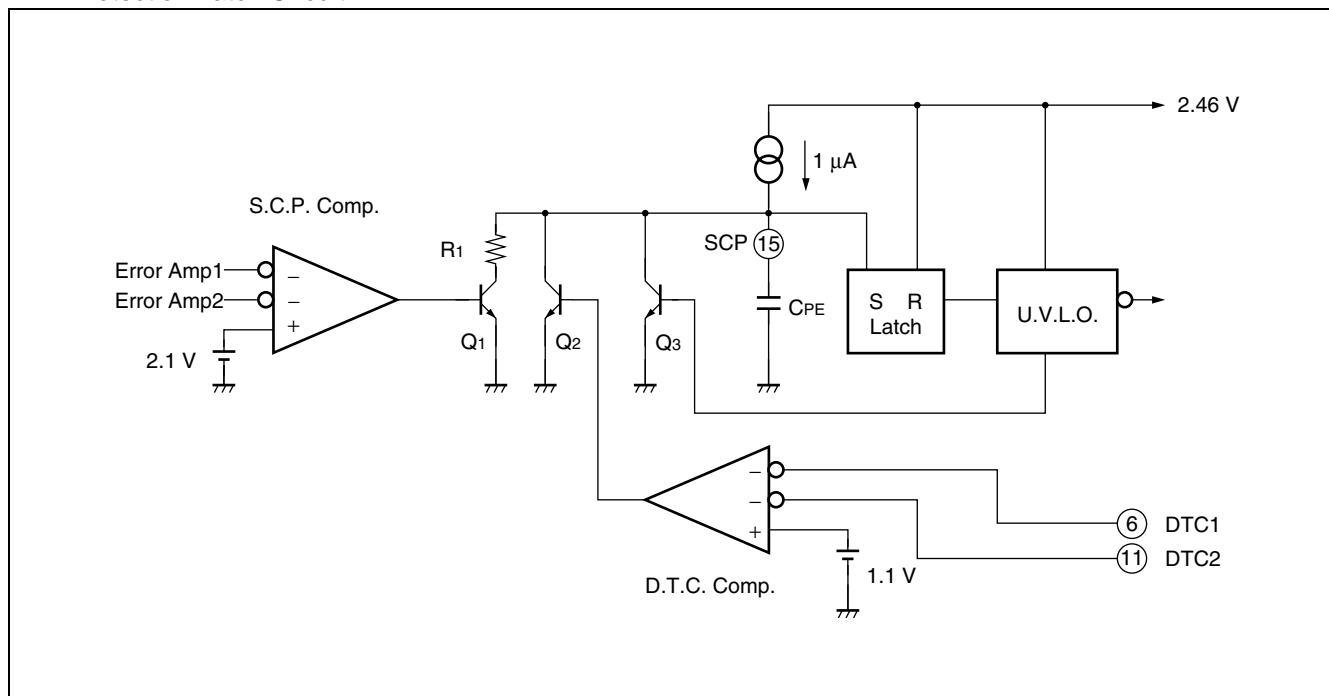 2.46 V
1 μA
S.C.P. Comp.
R1
SCP 15
Error Amp1
Error Amp2
−
−
+
2.1 V
Q1
Q2
Q3
CPE
S R
Latch
U.V.L.O.
−
−
+
6 DTC1
11 DTC2
1.1 V
D.T.C. Comp.